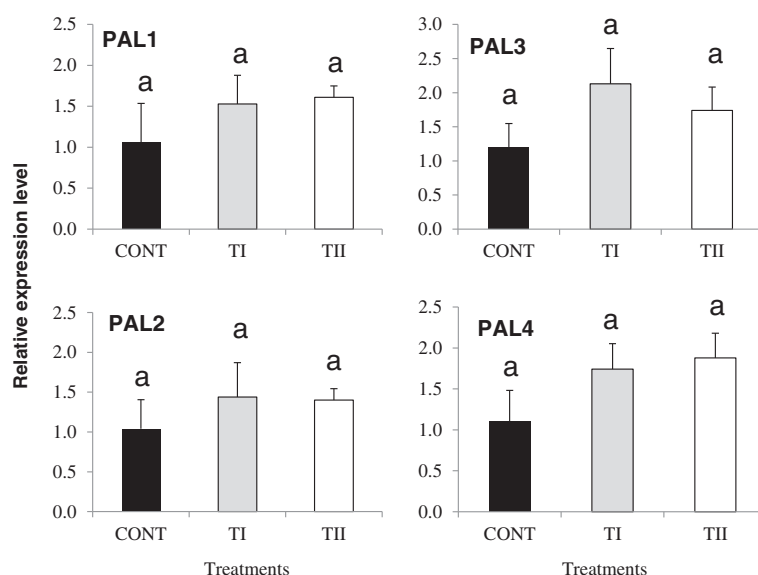 Relative expression level
PAL1
2.5
2.0
1.5
1.0
0.5
0.0
a a a
CONT TI TII
PAL3
3.0
2.5
2.0
1.5
1.0
0.5
0.0
a a a
CONT TI TII
PAL2
2.5
2.0
1.5
1.0
0.5
0.0
a a a
CONT TI TII
Treatments
PAL4
2.5
2.0
1.5
1.0
0.5
0.0
a a a
CONT TI TII
Treatments